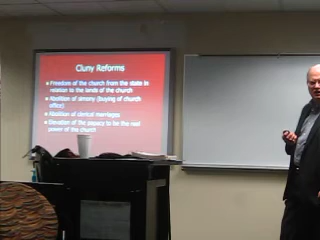 Cluny Reforms
Freedom of the church from the state in
relation to the lands of the church
Abolition of simony (buying of church
office)
Abolition of clerical marriages
Elevation of the papacy to be the real
power of the church